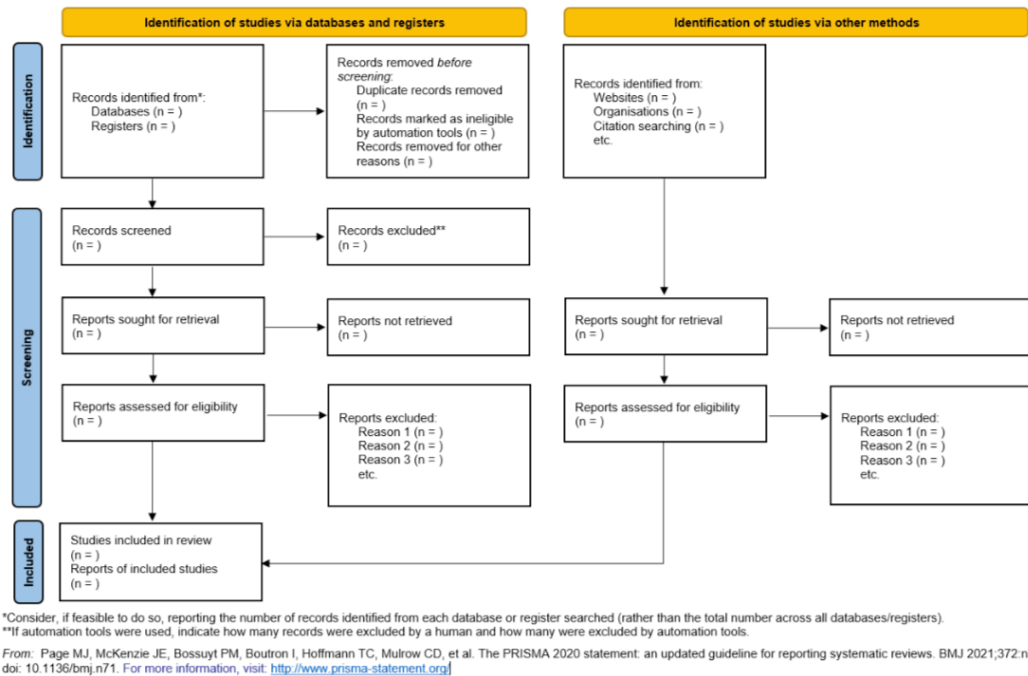 Identification of studies via databases and registers
Identification of studies via other methods
Identification
Records identified from*:
Databases (n = )
Registers (n = )
Records removed before
screening:
Duplicate records removed
(n = )
Records marked as ineligible
by automation tools (n = )
Records removed for other
reasons (n = )
Records identified from:
Websites (n = )
Organisations (n = )
Citation searching (n = )
etc.
Screening
Records screened
(n = )
Records excluded**
(n = )
Reports sought for retrieval
(n = )
Reports not retrieved
(n = )
Reports sought for retrieval
(n = )
Reports not retrieved
(n = )
Reports assessed for eligibility
(n = )
Reports excluded:
Reason 1 (n = )
Reason 2 (n = )
Reason 3 (n = )
etc.
Reports assessed for eligibility
(n = )
Reports excluded:
Reason 1 (n = )
Reason 2 (n = )
Reason 3 (n = )
etc.
Included
Studies included in review
(n = )
Reports of included studies
(n = )
*Consider, if feasible to do so, reporting the number of records identified from each database or register searched (rather than the total number across all databases/registers).
**If automation tools were used, indicate how many records were excluded by a human and how many were excluded by automation tools.
From: Page MJ, McKenzie JE, Bossuyt PM, Boutron I, Hoffmann TC, Mulrow CD, et al. The PRISMA 2020 statement: an updated guideline for reporting systematic reviews. BMJ 2021;372:n
doi: 10.1136/bmj.n71. For more information, visit: http://www.prisma-statement.org/